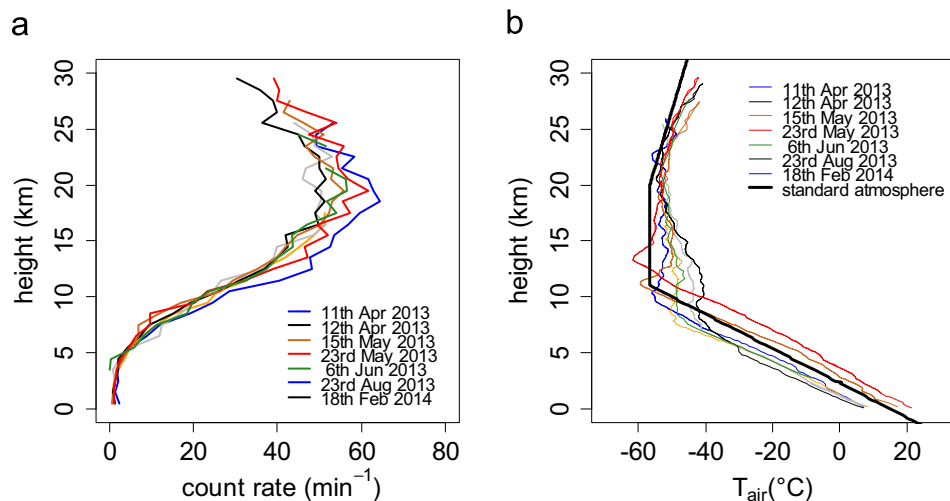 a
b
height (km)
0 5 10 15 20 25 30
0 20 40 60 80
count rate (min−1)
11th Apr 2013
12th Apr 2013
15th May 2013
23rd May 2013
6th Jun 2013
23rd Aug 2013
18th Feb 2014
height (km)
0 5 10 15 20 25 30
-60 -40 -20 0 20
Tair(°C)
11th Apr 2013
12th Apr 2013
15th May 2013
23rd May 2013
6th Jun 2013
23rd Aug 2013
18th Feb 2014
standard atmosphere